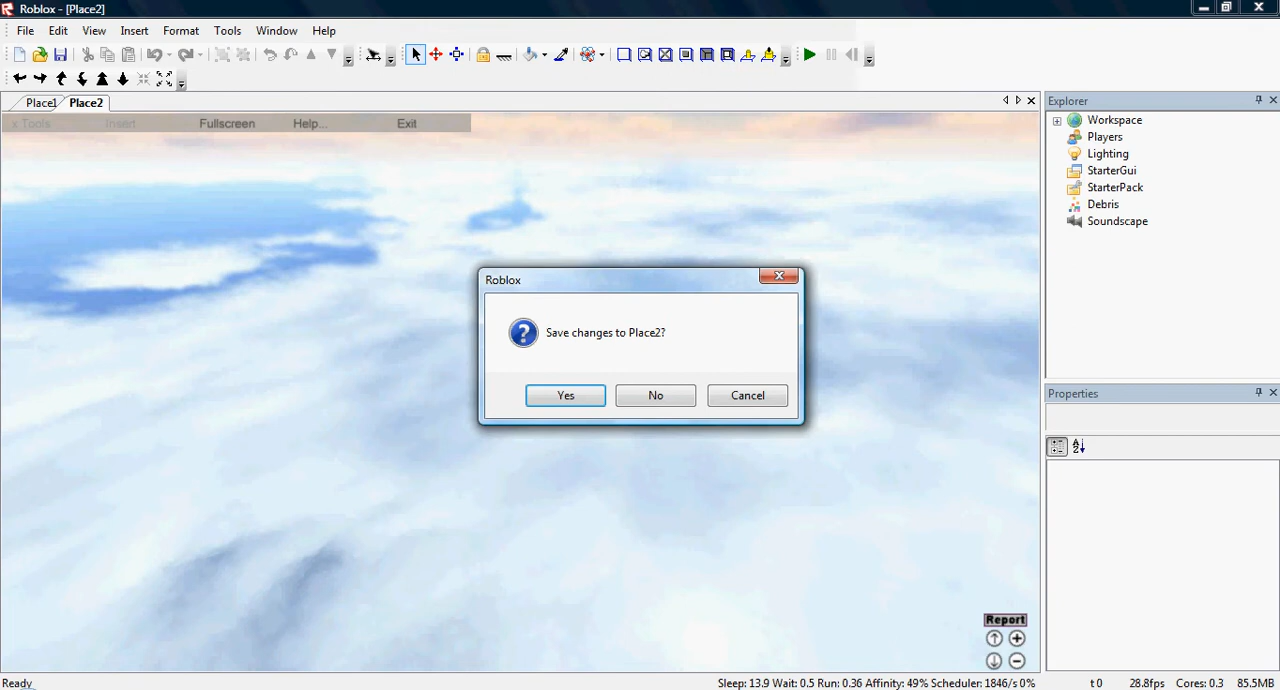 Roblox - [Place2]
File Edit View Insert Format Tools Window Help
Place1 Place2
x Tools Insert Fullscreen Help... Exit
Explorer
Workspace
Players
Lighting
StarterGui
StarterPack
Debris
Soundscape
Roblox
Save changes to Place2?
Yes No Cancel
Properties
Report
Ready
Sleep: 13.9 Wait: 0.5 Run: 0.36 Affinity: 49% Scheduler: 1846/s 0% t 0 28.8fps Cores: 0.3 85.5MB